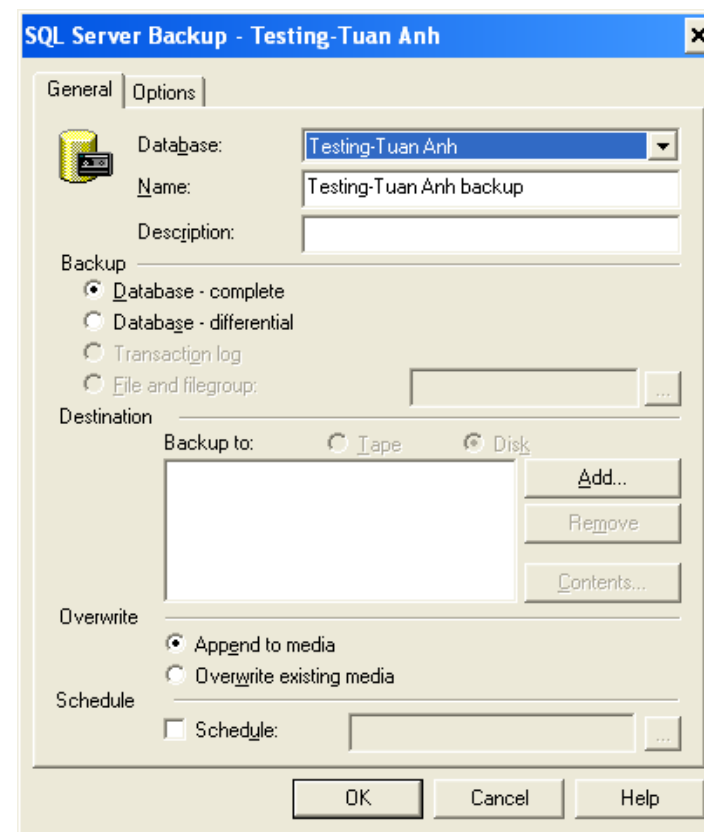 SQL Server Backup - Testing-Tuan Anh
General Options
Database: Testing-Tuan Anh
Name: Testing-Tuan Anh backup
Description:
Backup
Database - complete
Database - differential
Transaction log
File and filegroup: ...
Destination
Backup to: Tape Disk
Add...
Remove
Contents...
Overwrite
Append to media
Overwrite existing media
Schedule
Schedule: ...
OK Cancel Help